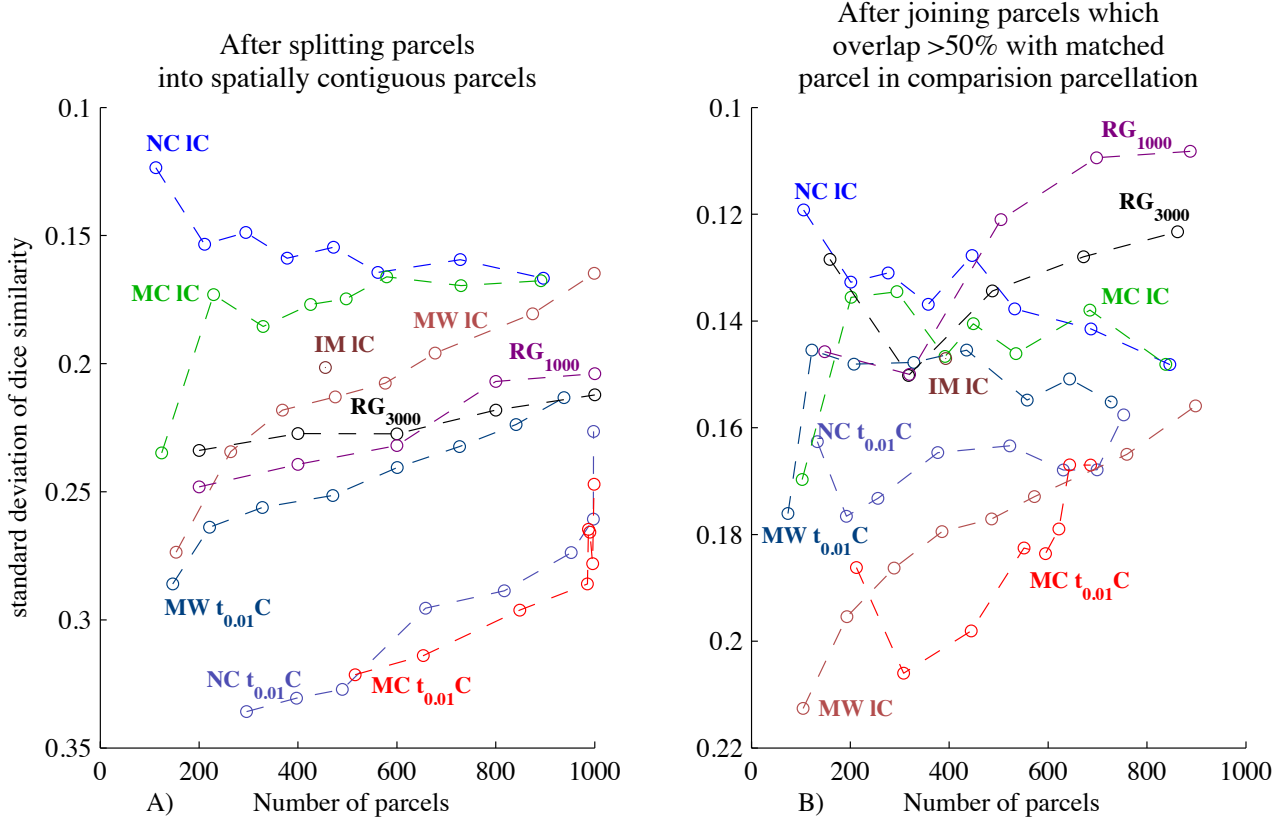 After splitting parcels
into spatially contiguous parcels
0.1
0.15
0.2
0.25
0.3
0.35
standard deviation of dice similarity
NC lC
MC lC
MW lC
IM lC
RG1000
RG3000
MW t0.01C
NC t0.01C
MC t0.01C
0 200 400 600 800 1000
A) Number of parcels
After joining parcels which
overlap >50% with matched
parcel in comparision parcellation
0.1
0.12
0.14
0.16
0.18
0.2
0.22
RG1000
NC lC
RG3000
MC lC
IM lC
NC t0.01C
MW t0.01C
MC t0.01C
MW lC
0 200 400 600 800 1000
B) Number of parcels